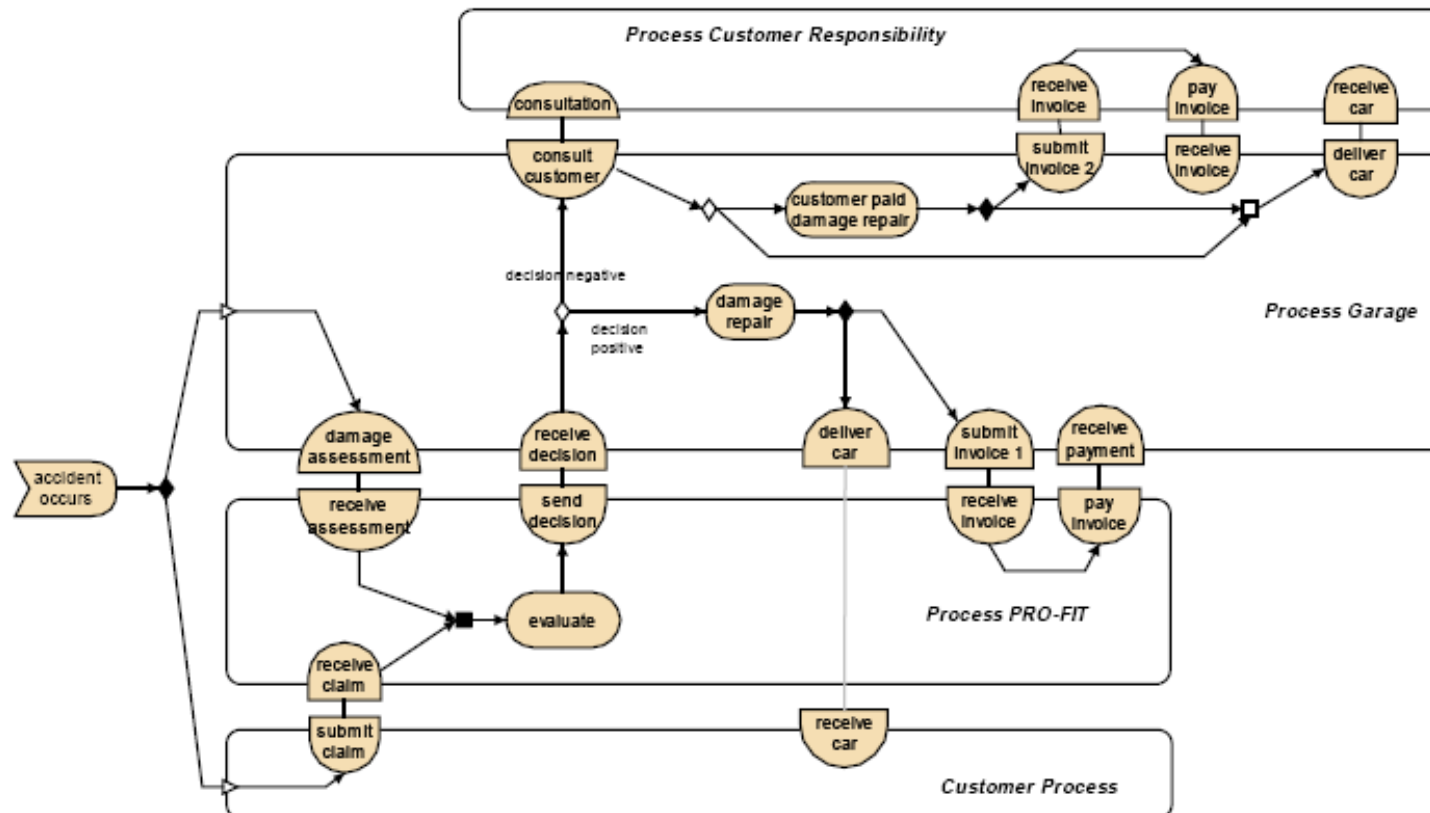 Process Customer Responsibility
consultation
receive
invoice
pay
invoice
receive
car
consult
customer
submit
invoice 2
receive
invoice
deliver
car
customer paid
damage repair
decision negative
decision
positive
damage
repair
Process Garage
accident
occurs
damage
assessment
receive
decision
deliver
car
submit
invoice 1
receive
payment
receive
assessment
send
decision
receive
invoice
pay
invoice
evaluate
Process PRO-FIT
receive
claim
submit
claim
receive
car
Customer Process